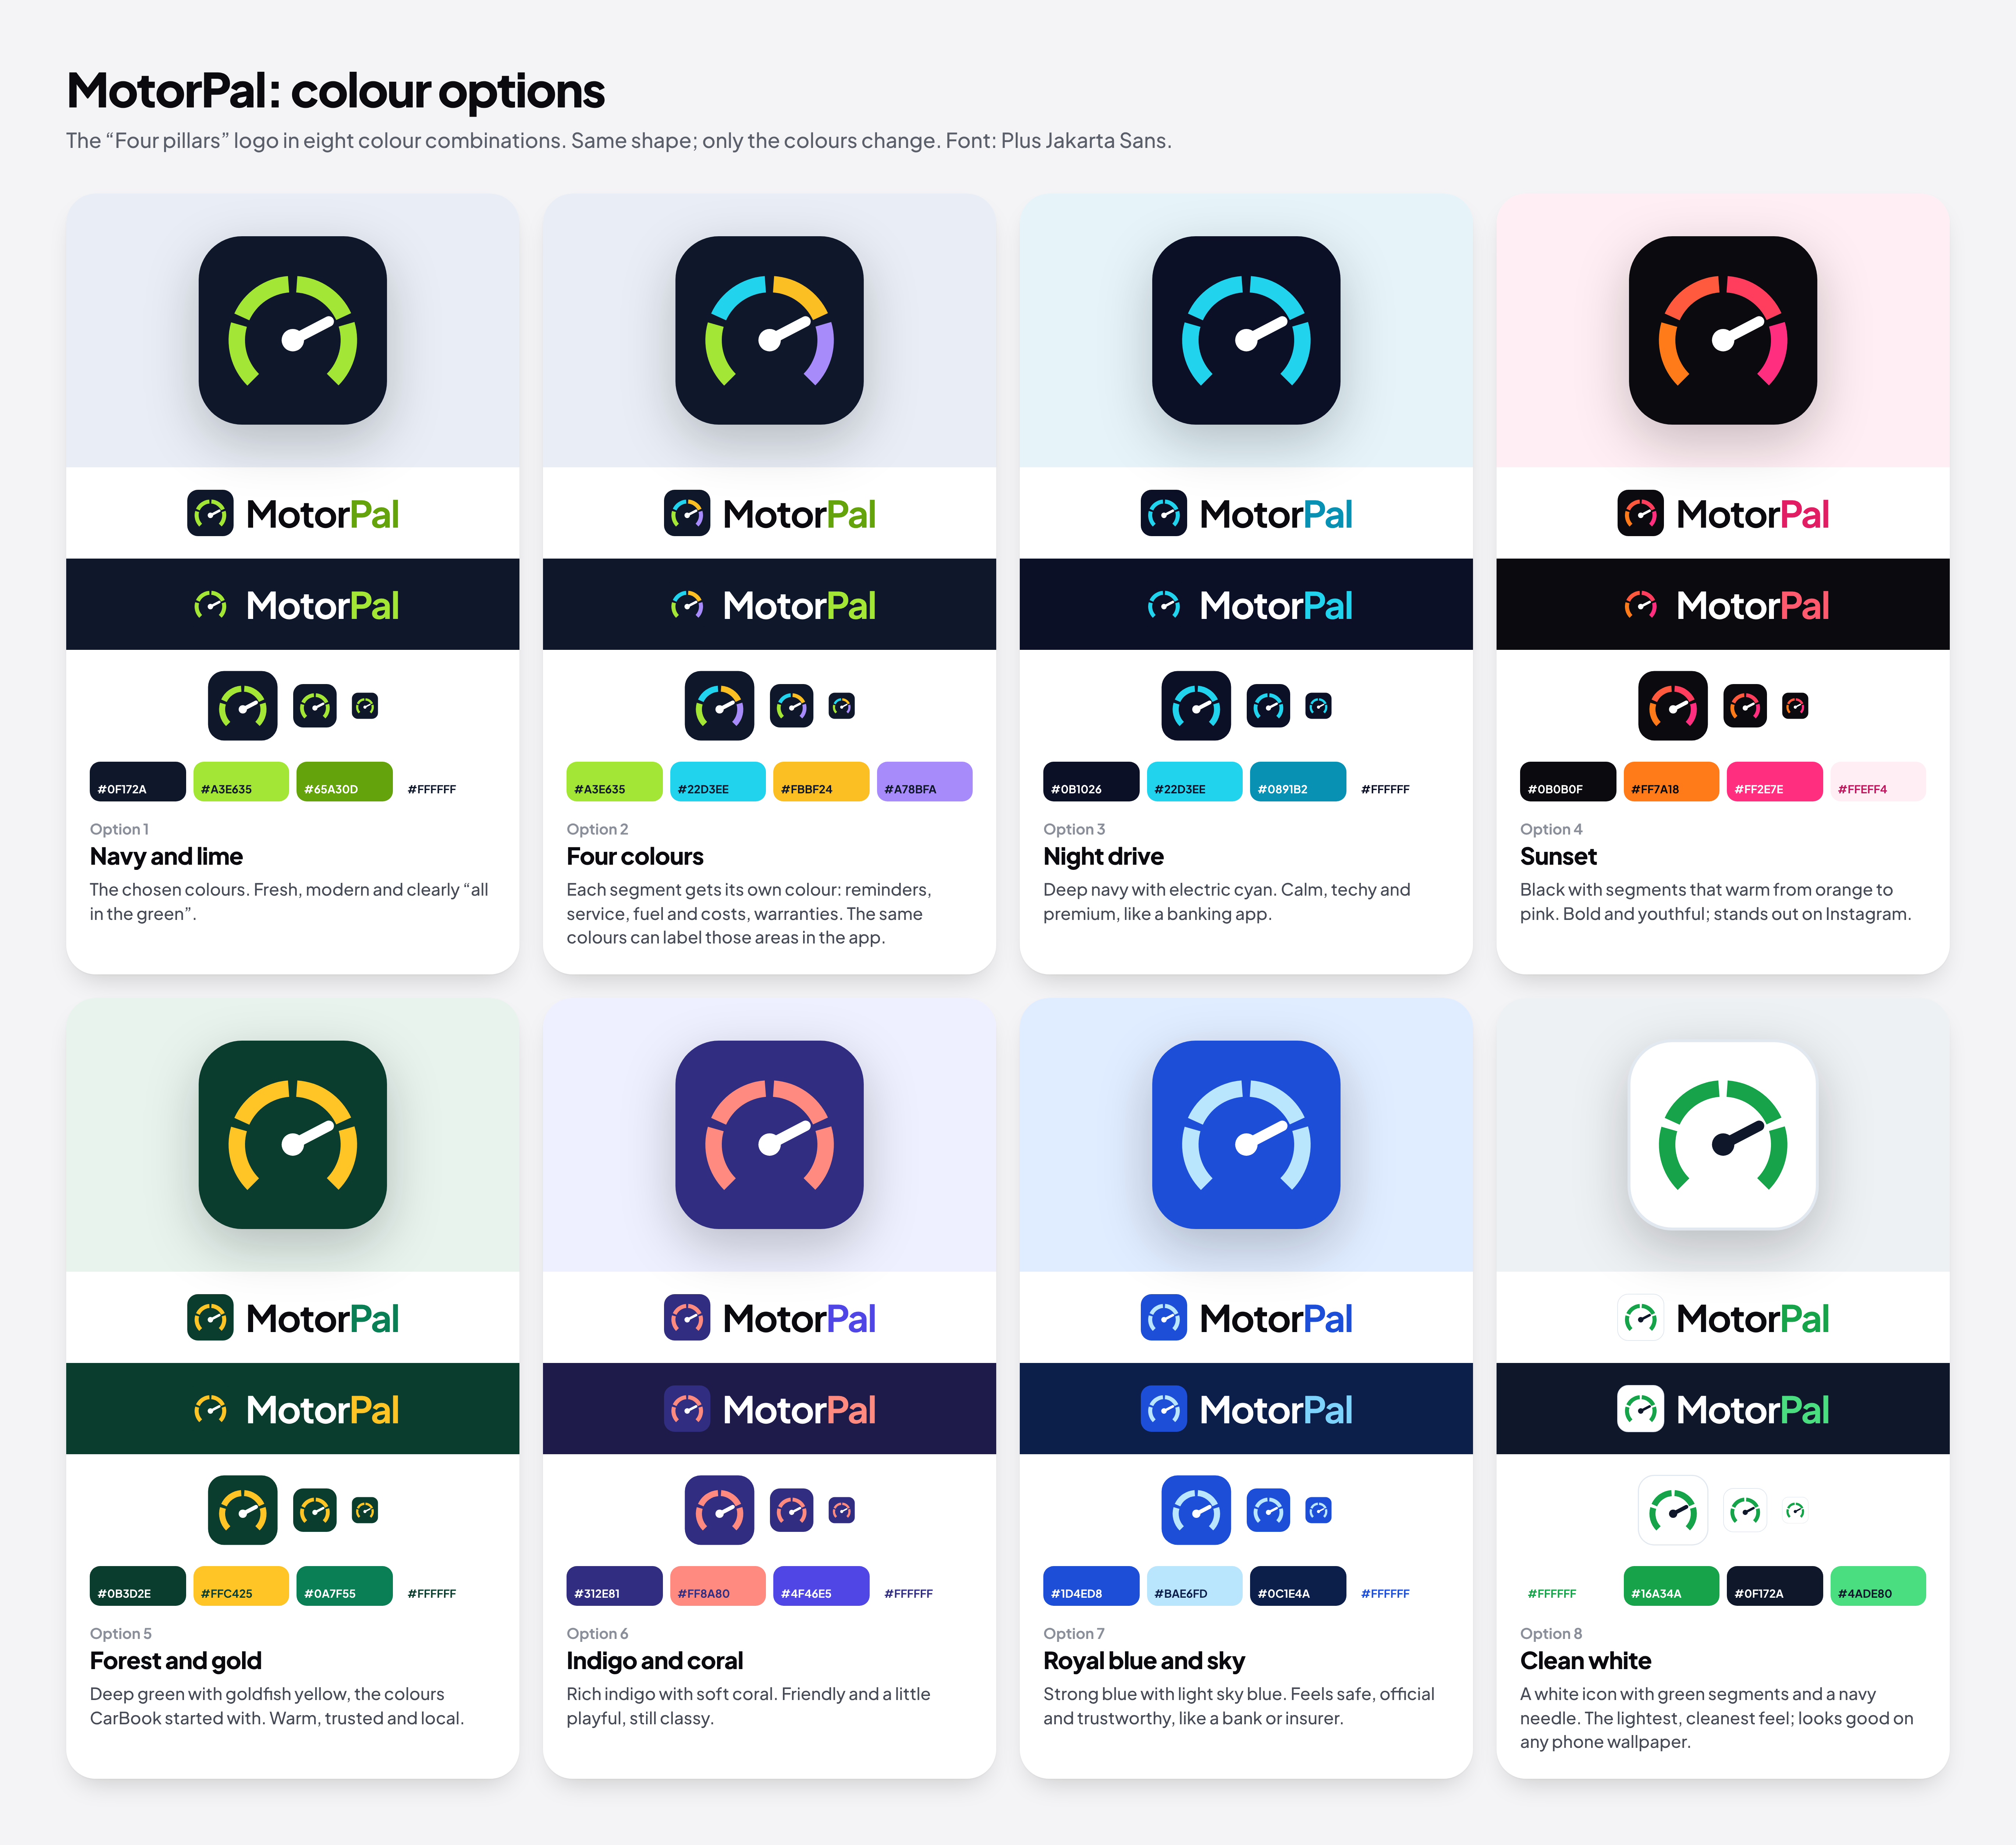 MotorPal: colour options
The “Four pillars” logo in eight colour combinations. Same shape; only the colours change. Font: Plus Jakarta Sans.
MotorPal
MotorPal
#0F172A #A3E635 #65A30D #FFFFFF
Option 1
Navy and lime
The chosen colours. Fresh, modern and clearly “all
in the green”.
MotorPal
MotorPal
#A3E635 #22D3EE #FBBF24 #A78BFA
Option 2
Four colours
Each segment gets its own colour: reminders,
service, fuel and costs, warranties. The same
colours can label those areas in the app.
MotorPal
MotorPal
#0B1026 #22D3EE #0891B2 #FFFFFF
Option 3
Night drive
Deep navy with electric cyan. Calm, techy and
premium, like a banking app.
MotorPal
MotorPal
#0B0B0F #FF7A18 #FF2E7E #FFEFF4
Option 4
Sunset
Black with segments that warm from orange to
pink. Bold and youthful; stands out on Instagram.
MotorPal
MotorPal
#0B3D2E #FFC425 #0A7F55 #FFFFFF
Option 5
Forest and gold
Deep green with goldfish yellow, the colours
CarBook started with. Warm, trusted and local.
MotorPal
MotorPal
#312E81 #FF8A80 #4F46E5 #FFFFFF
Option 6
Indigo and coral
Rich indigo with soft coral. Friendly and a little
playful, still classy.
MotorPal
MotorPal
#1D4ED8 #BAE6FD #0C1E4A #FFFFFF
Option 7
Royal blue and sky
Strong blue with light sky blue. Feels safe, official
and trustworthy, like a bank or insurer.
MotorPal
MotorPal
#FFFFFF #16A34A #0F172A #4ADE80
Option 8
Clean white
A white icon with green segments and a navy
needle. The lightest, cleanest feel; looks good on
any phone wallpaper.